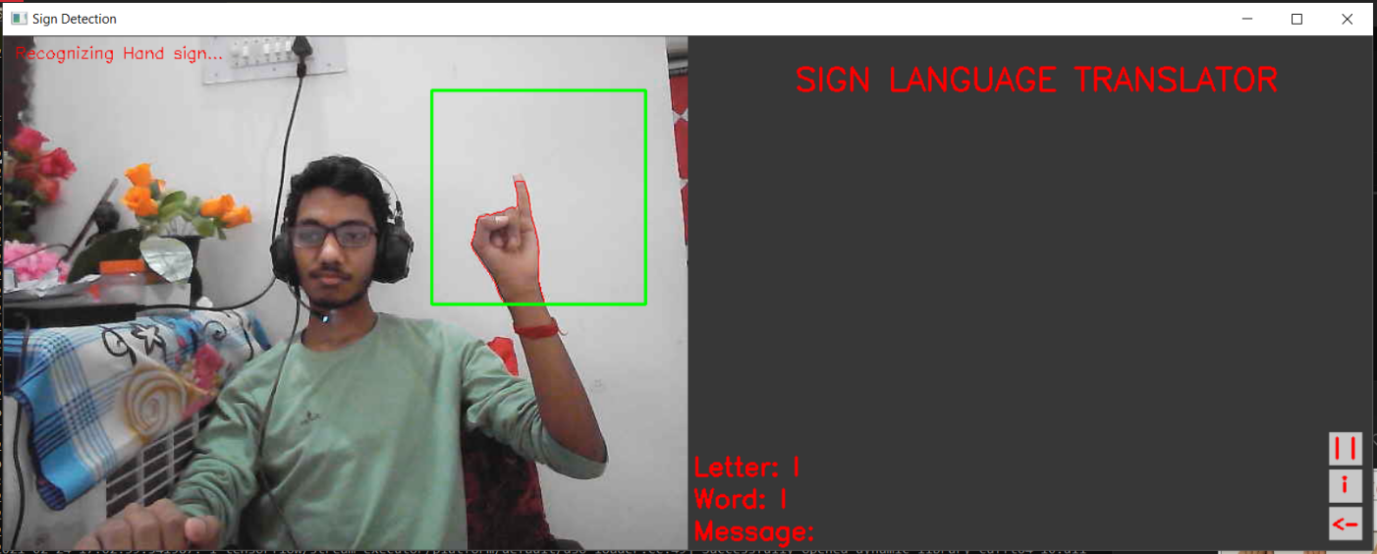 Sign Detection
Recognizing Hand sign...
SIGN LANGUAGE TRANSLATOR
Letter: I
Word: I
Message:
i
<-